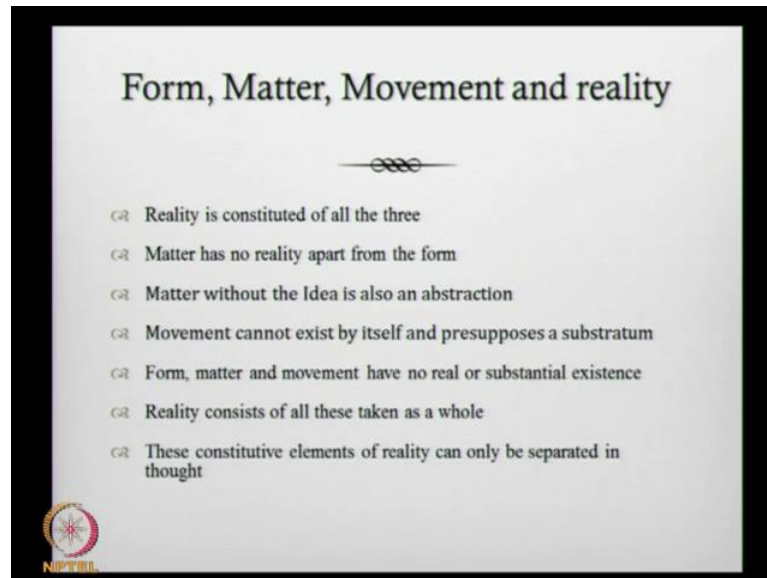 Form, Matter, Movement and reality
Reality is constituted of all the three
Matter has no reality apart from the form
Matter without the Idea is also an abstraction
Movement cannot exist by itself and presupposes a substratum
Form, matter and movement have no real or substantial existence
Reality consists of all these taken as a whole
These constitutive elements of reality can only be separated in
thought
NPTEL